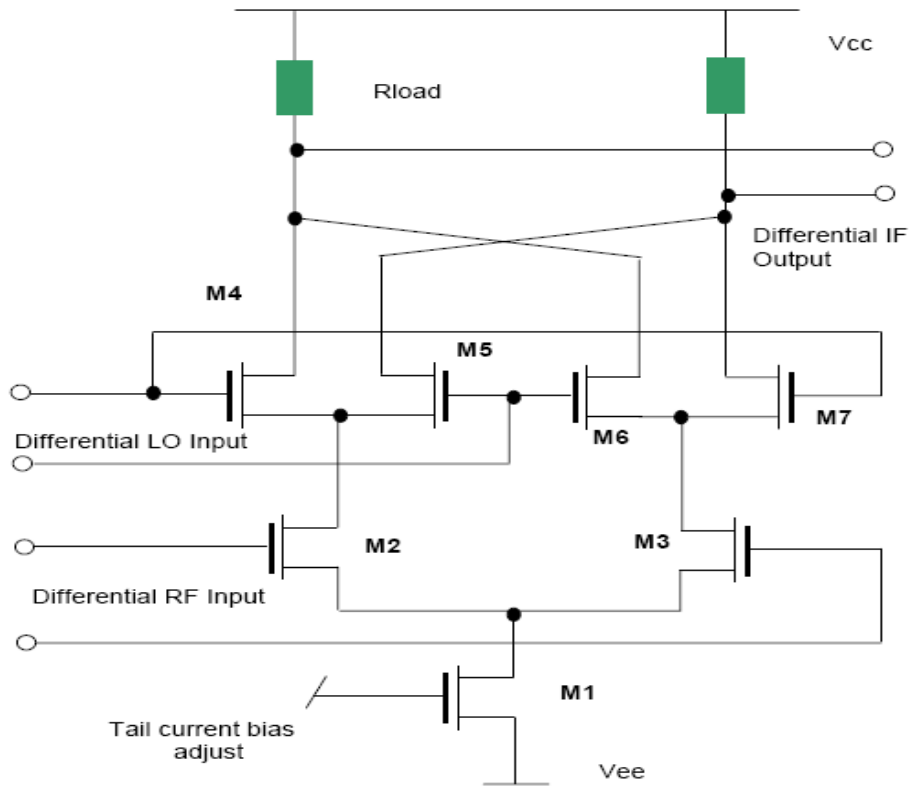 Vcc
Rload
Differential IF
Output
M4
M5
M6
M7
Differential LO Input
M2
M3
Differential RF Input
M1
Tail current bias
adjust
Vee